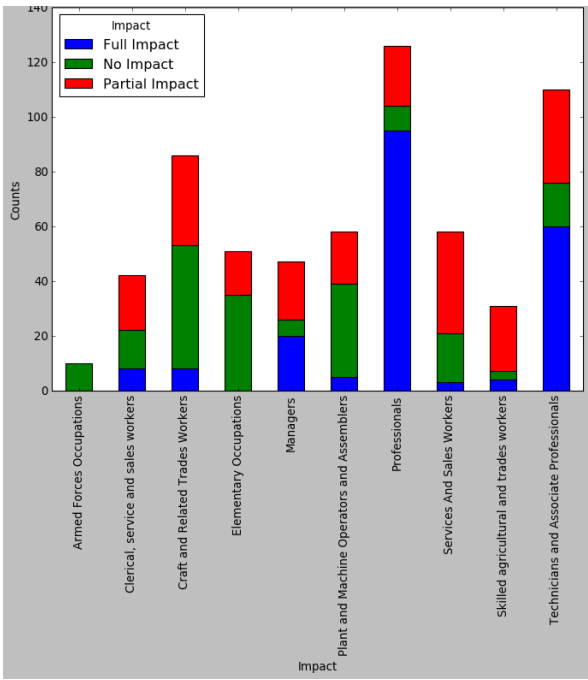 140
120
100
80
60
40
20
0
Counts
Impact
Full Impact
No Impact
Partial Impact
Armed Forces Occupations
Clerical, service and sales workers
Craft and Related Trades Workers
Elementary Occupations
Managers
Plant and Machine Operators and Assemblers
Professionals
Services And Sales Workers
Skilled agricultural and trades workers
Technicians and Associate Professionals
Impact